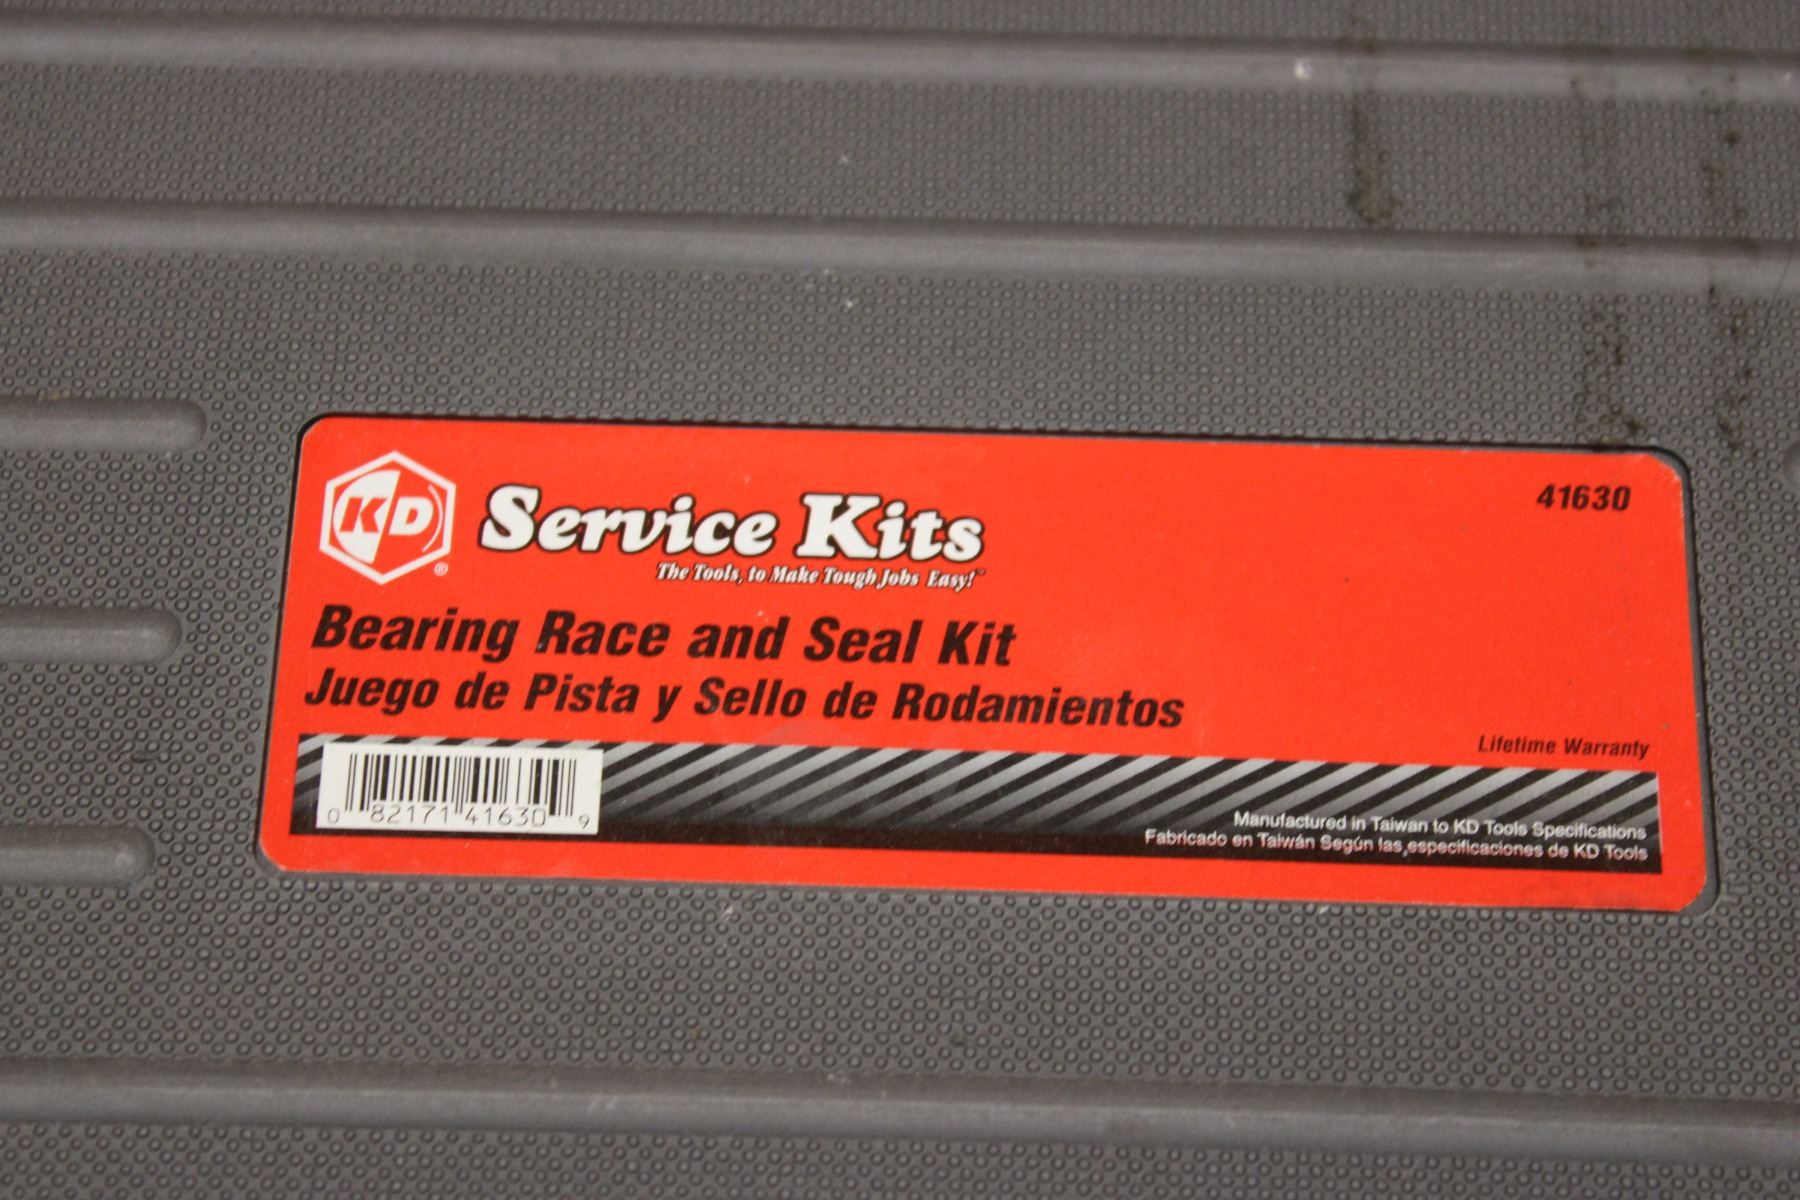 KD
®
Service Kits
41630
The Tools, to Make Tough Jobs Easy!™
Bearing Race and Seal Kit
Juego de Pista y Sello de Rodamientos
Lifetime Warranty
0 82171 41630 9
Manufactured in Taiwan to KD Tools Specifications
Fabricado en Taiwán Según las especificaciones de KD Tools